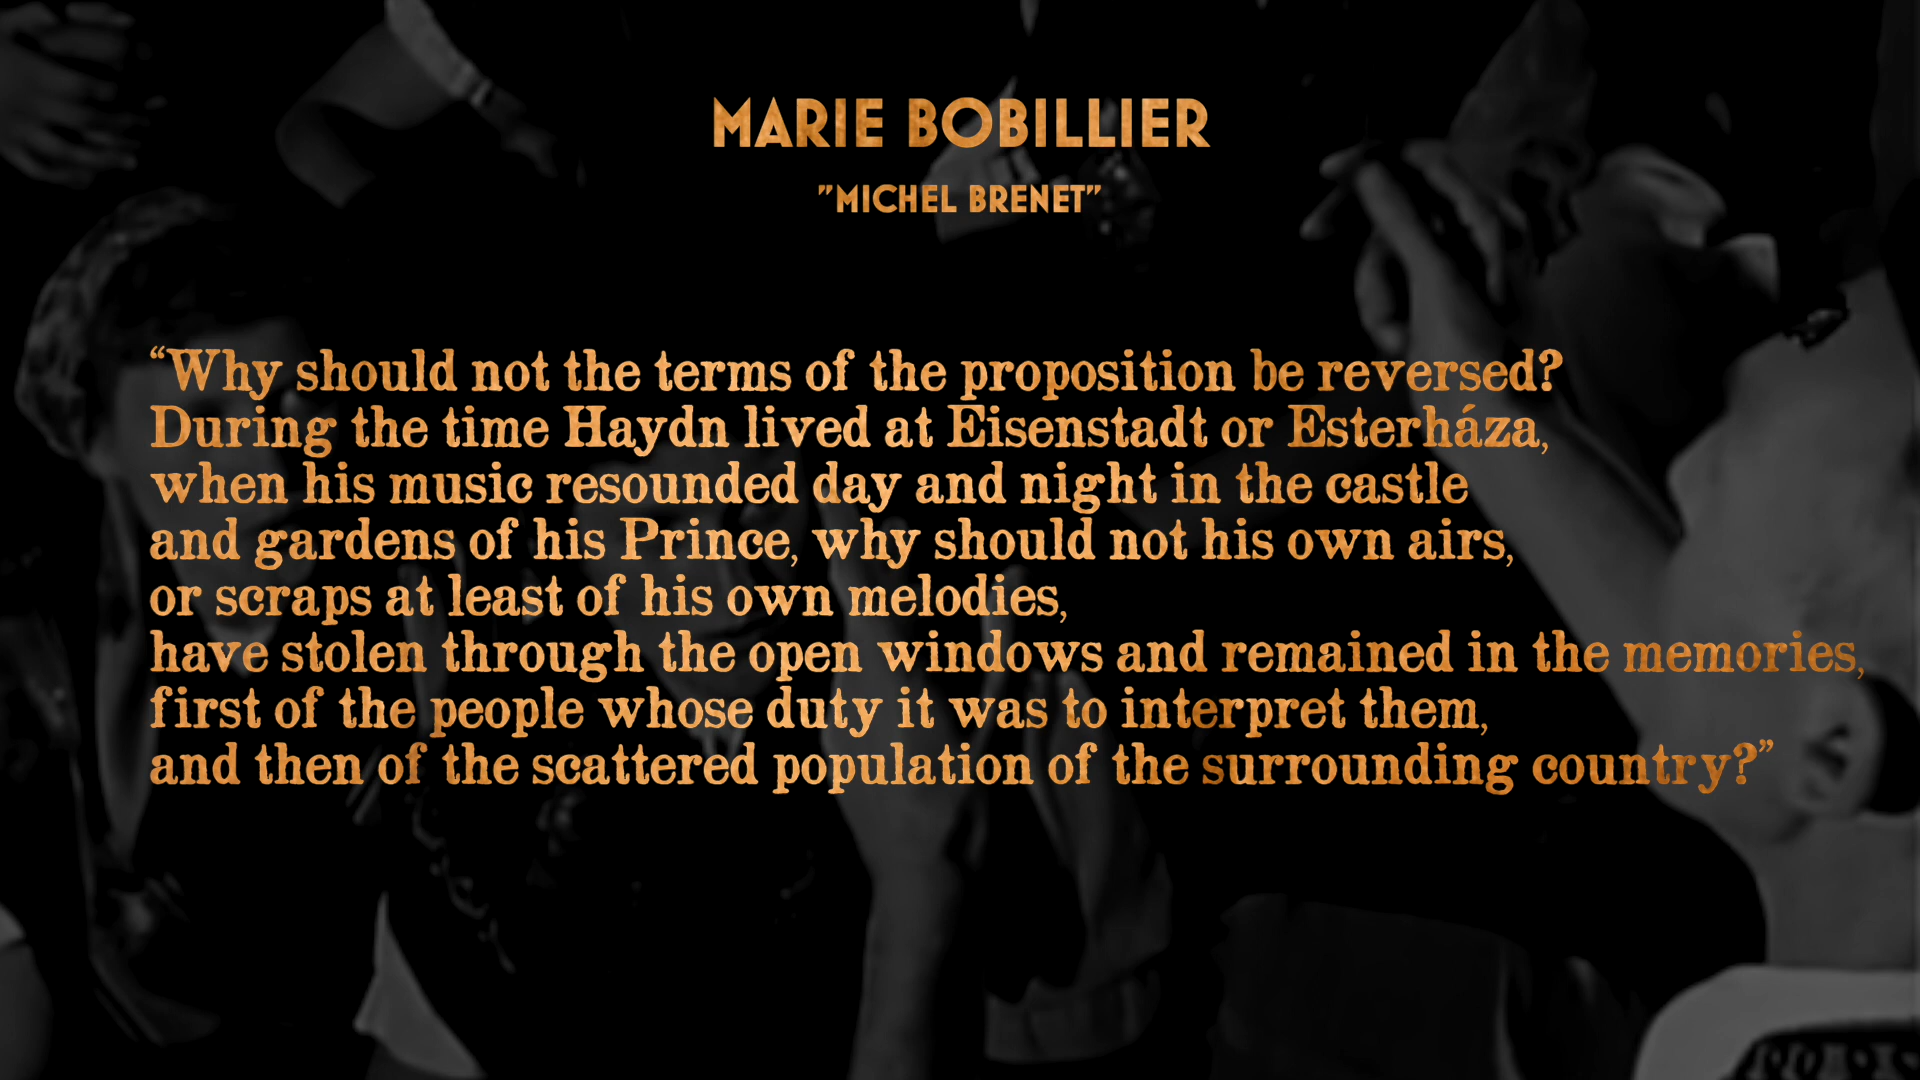 MARIE BOBILLIER
"MICHEL BRENET"
“Why should not the terms of the proposition be reversed?
During the time Haydn lived at Eisenstadt or Esterháza,
when his music resounded day and night in the castle
and gardens of his Prince, why should not his own airs,
or scraps at least of his own melodies,
have stolen through the open windows and remained in the memories,
first of the people whose duty it was to interpret them,
and then of the scattered population of the surrounding country?”